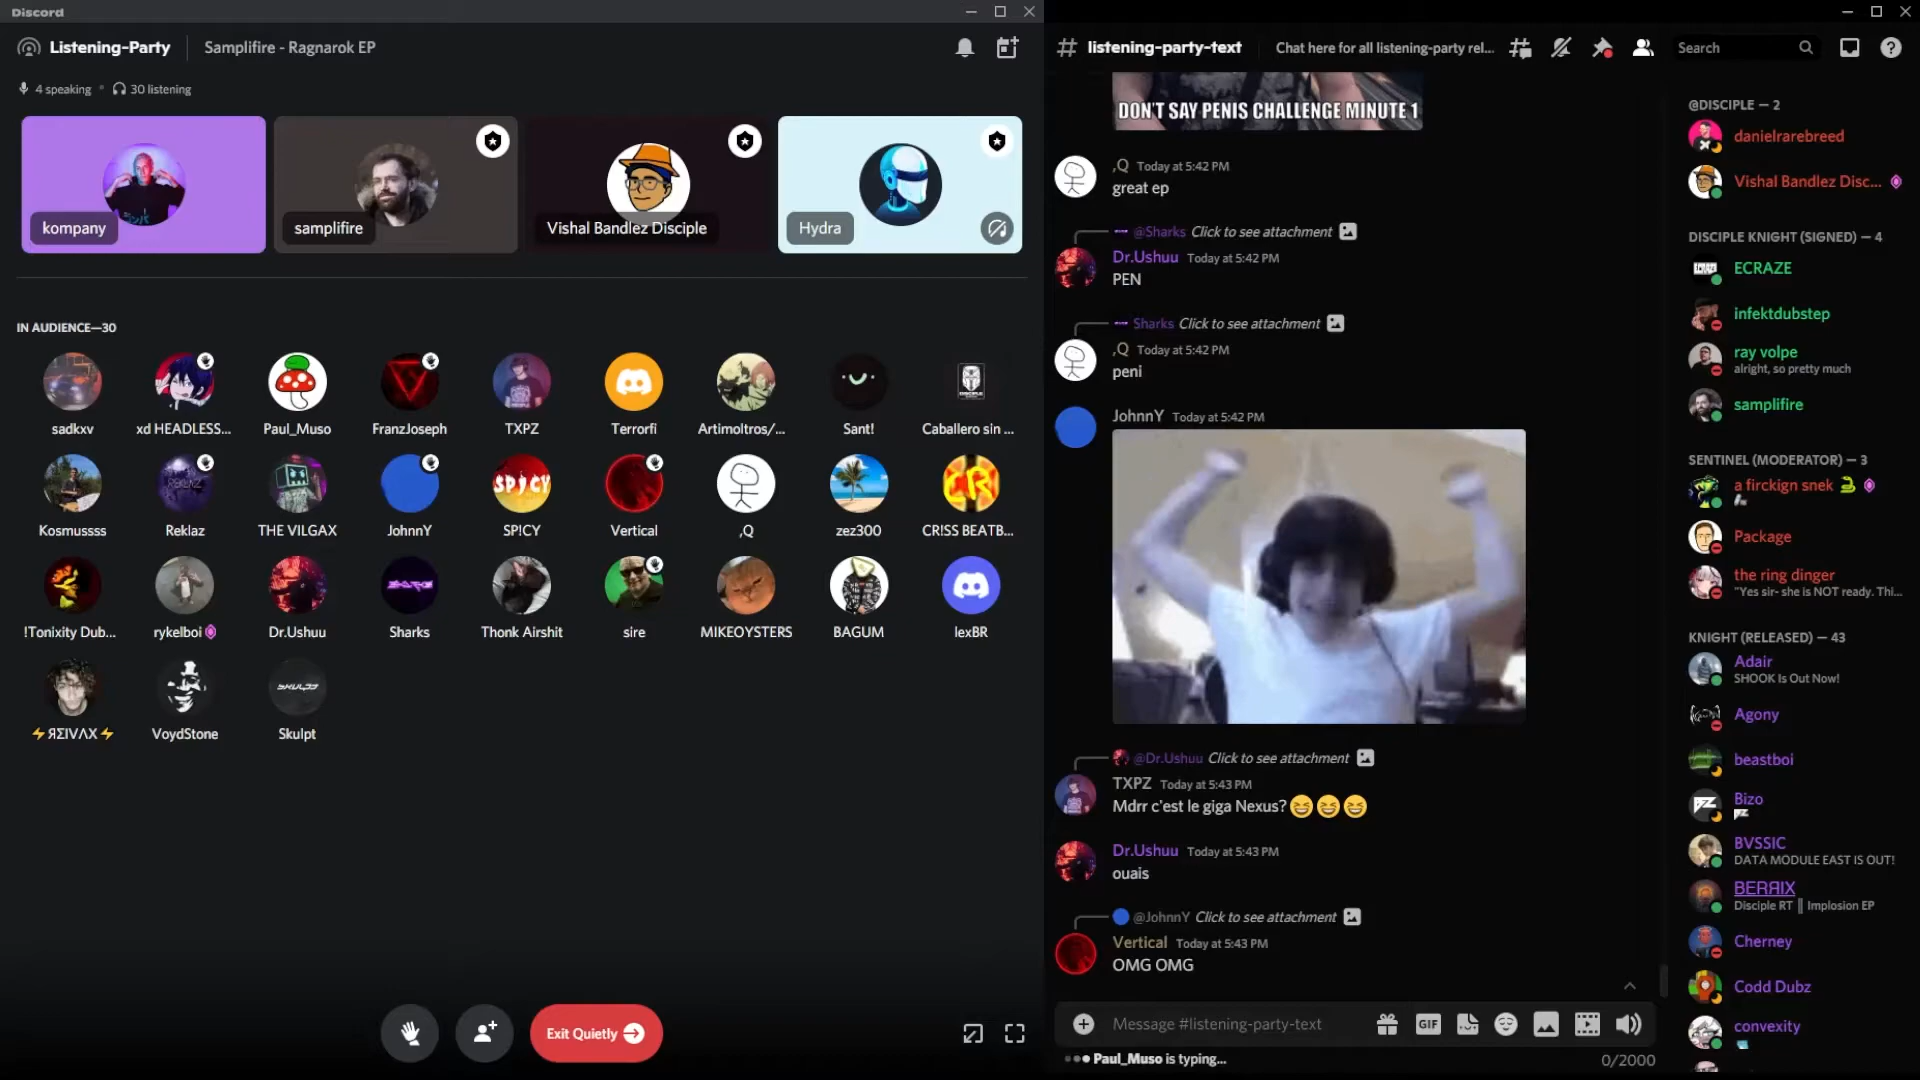 Discord
Listening-Party
Samplifire - Ragnarok EP
4 speaking
30 listening
kompany
samplifire
Vishal Bandlez Disciple
Hydra
IN AUDIENCE—30
sadkxv
xd HEADLESS...
Paul_Muso
FranzJoseph
TXPZ
Terrorfi
Artimoltros/...
Sant!
Caballero sin ...
Kosmussss
Reklaz
THE VILGAX
JohnnY
SP!CY
Vertical
,Q
zez300
CR!SS BEATB...
!Tonixity Dub...
rykelboi
Dr.Ushuu
Sharks
Thonk Airshit
sire
MIKEOYSTERS
BAGUM
lexBR
⚡ЯΣIVΛX⚡
VoydStone
Skulpt
Exit Quietly
# listening-party-text
Chat here for all listening-party rel...
Search
DON'T SAY PENIS CHALLENGE MINUTE 1
,Q Today at 5:42 PM
great ep
@Sharks Click to see attachment
Dr.Ushuu Today at 5:42 PM
PEN
Sharks Click to see attachment
,Q Today at 5:42 PM
peni
JohnnY Today at 5:42 PM
@Dr.Ushuu Click to see attachment
TXPZ Today at 5:43 PM
Mdrr c'est le giga Nexus?😆😆😆
Dr.Ushuu Today at 5:43 PM
ouais
@JohnnY Click to see attachment
Vertical Today at 5:43 PM
OMG OMG
Message #listening-party-text
GIF
Paul_Muso is typing...
0/2000
@DISCIPLE — 2
danielrarebreed
Vishal Bandlez Disc...
DISCIPLE KNIGHT (SIGNED) — 4
ECRAZE
infektdubstep
ray volpe
alright, so pretty much
samplifire
SENTINEL (MODERATOR) — 3
a firckign snek
Package
the ring dinger
"Yes sir- she is NOT ready. Thi...
KNIGHT (RELEASED) — 43
Adair
SHOOK Is Out Now!
Agony
beastboi
Bizo
BVSSIC
DATA MODULE EAST IS OUT!
BERЯIX
Disciple RT ‖ Implosion EP
Cherney
Codd Dubz
convexity